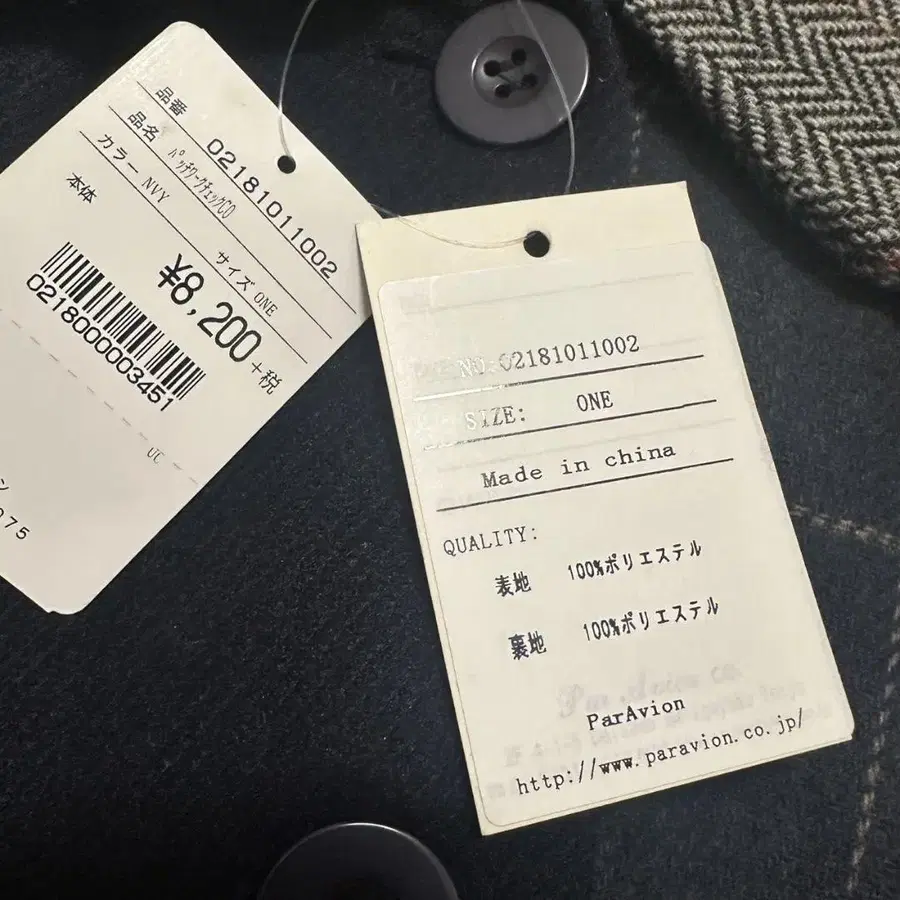 品番 02181011002
品名 ﾊﾟｯﾁﾜｰｸﾁｪｯｸCO
カラー NVY サイズ ONE
本体 ¥8,200 +税
0218000003451
UC
075
NO:02181011002
SIZE: ONE
Made in china
QUALITY:
表地 100%ポリエステル
裏地 100%ポリエステル
ParAvion
http://www.paravion.co.jp/